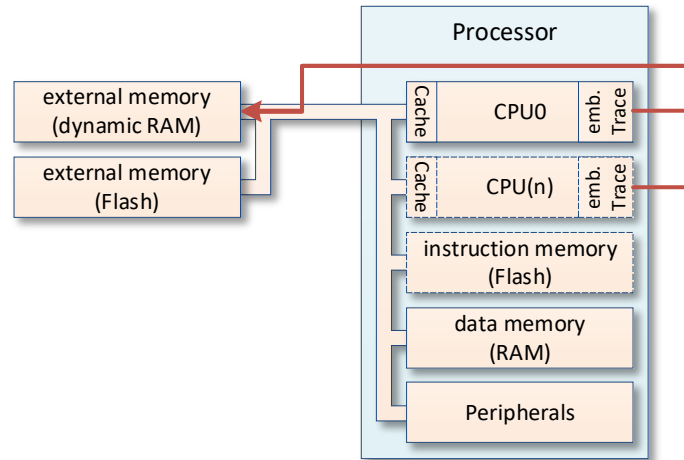 Processor
external memory
(dynamic RAM)
external memory
(Flash)
Cache
CPU0
emb.
Trace
Cache
CPU(n)
emb.
Trace
instruction memory
(Flash)
data memory
(RAM)
Peripherals